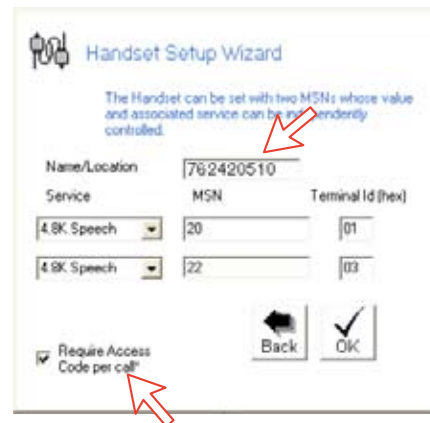 Handset Setup Wizard
The Handset can be set with two MSNs whose value
and associated service can be independently
controlled.
Name/Location 762420510
Service MSN Terminal Id (hex)
4.8K Speech 20 01
4.8K Speech 22 03
Require Access
Code per call*
Back OK